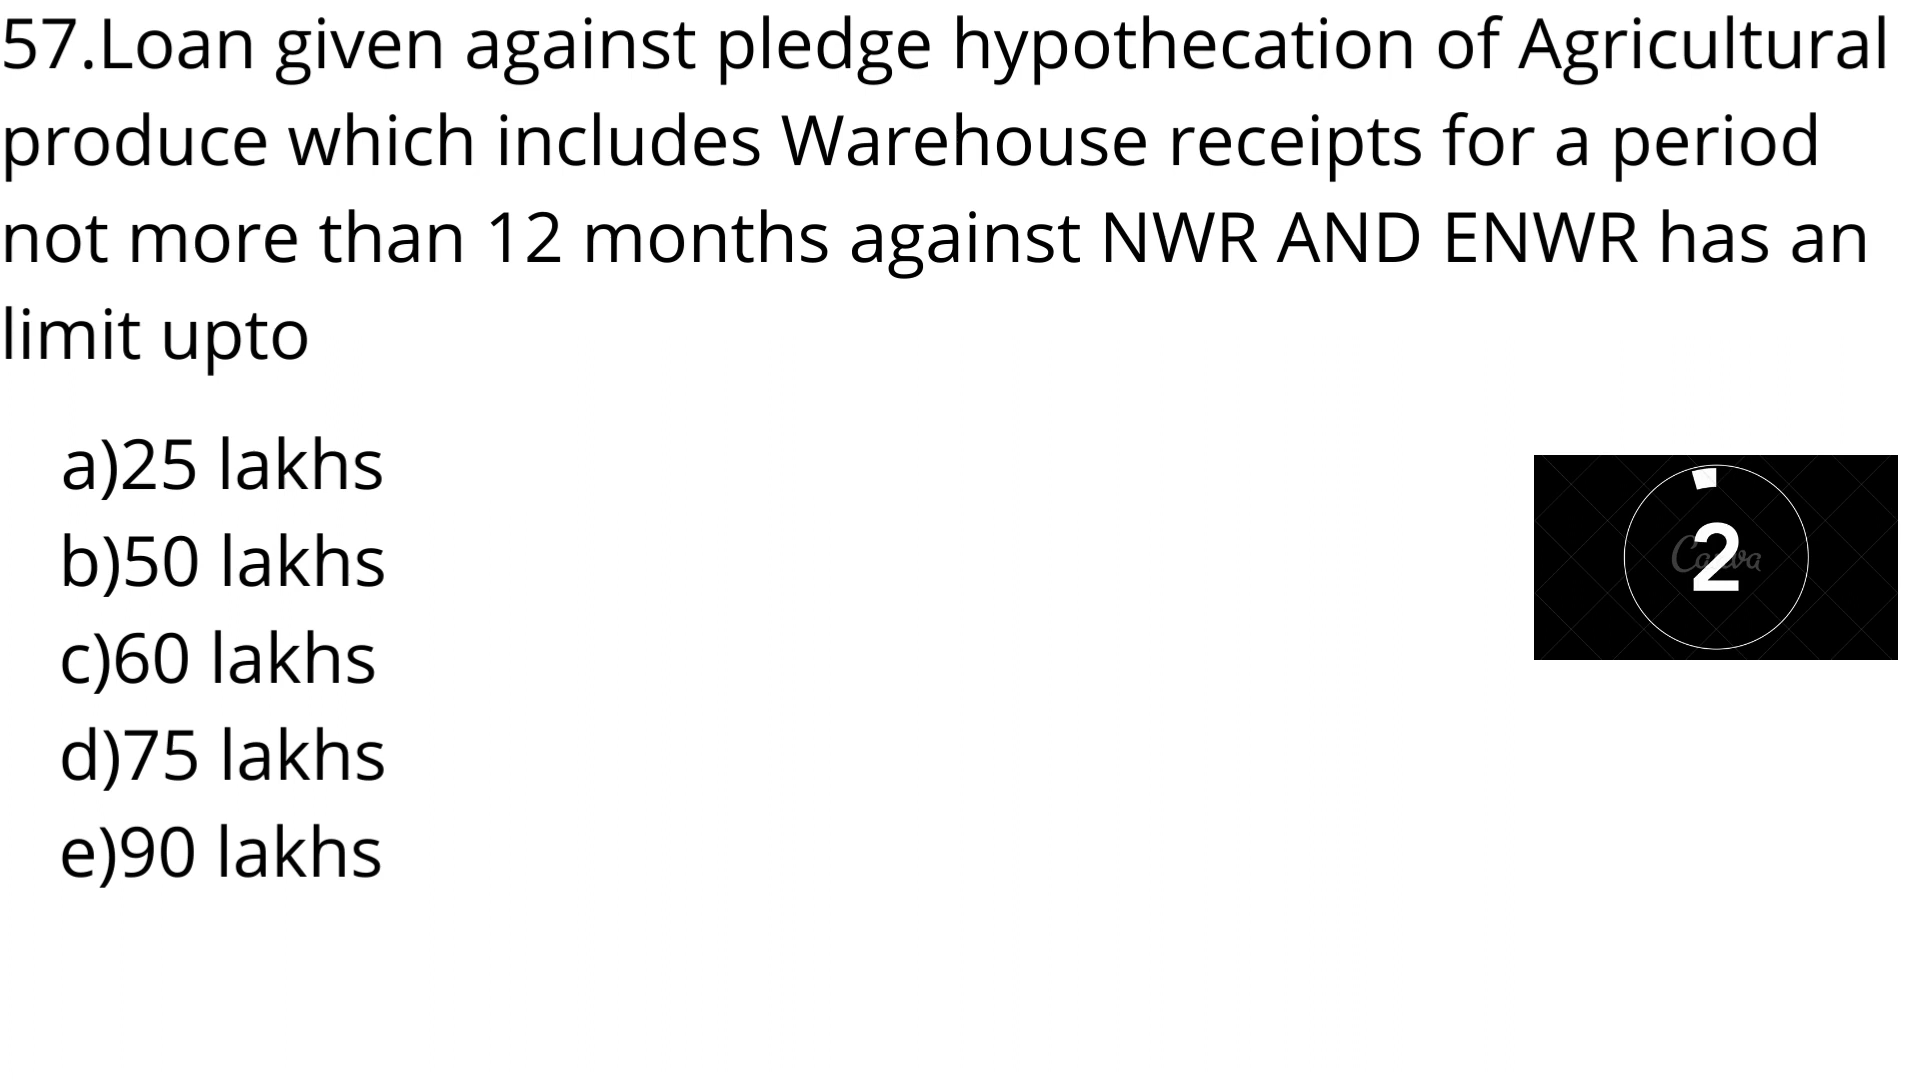 57.Loan given against pledge hypothecation of Agricultural
produce which includes Warehouse receipts for a period
not more than 12 months against NWR AND ENWR has an
limit upto
a)25 lakhs
b)50 lakhs
c)60 lakhs
d)75 lakhs
e)90 lakhs
Canva
2